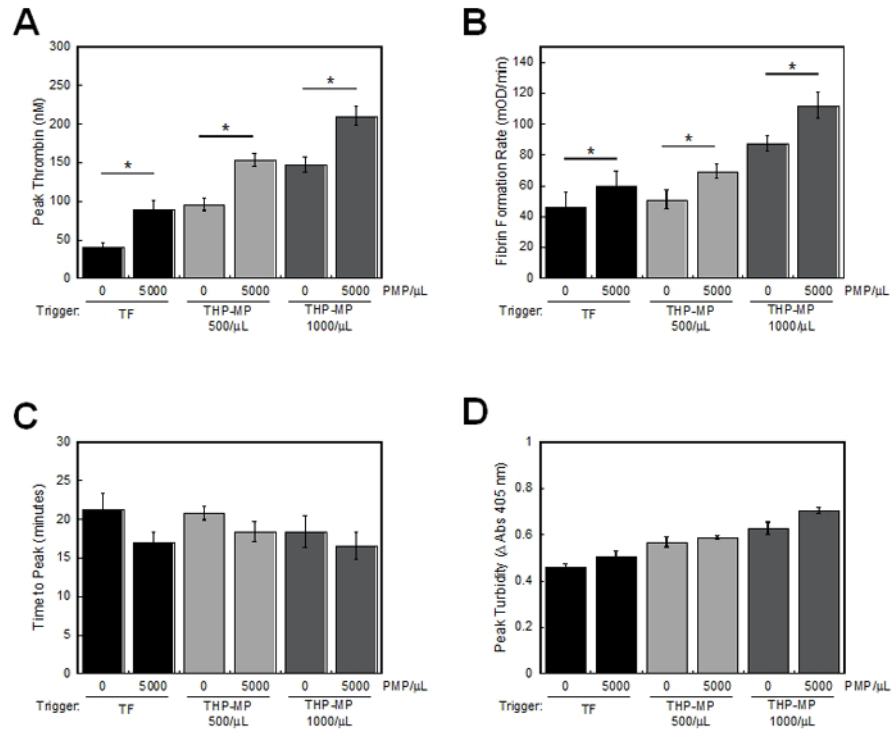 A
Peak Thrombin (nM)
300
250
200
150
100
50
0
*
*
*
0 5000 0 5000 0 5000 PMP/µL
Trigger: TF THP-MP THP-MP
500/µL 1000/µL
B
Fibrin Formation Rate (mOD/min)
140
120
100
80
60
40
20
0
*
*
*
0 5000 0 5000 0 5000 PMP/µL
Trigger: TF THP-MP THP-MP
500/µL 1000/µL
C
Time to Peak (minutes)
30
25
20
15
10
5
0
0 5000 0 5000 0 5000 PMP/µL
Trigger: TF THP-MP THP-MP
500/µL 1000/µL
D
Peak Turbidity (Δ Abs 405 nm)
1
0.8
0.6
0.4
0.2
0
0 5000 0 5000 0 5000 PMP/µL
Trigger: TF THP-MP THP-MP
500/µL 1000/µL